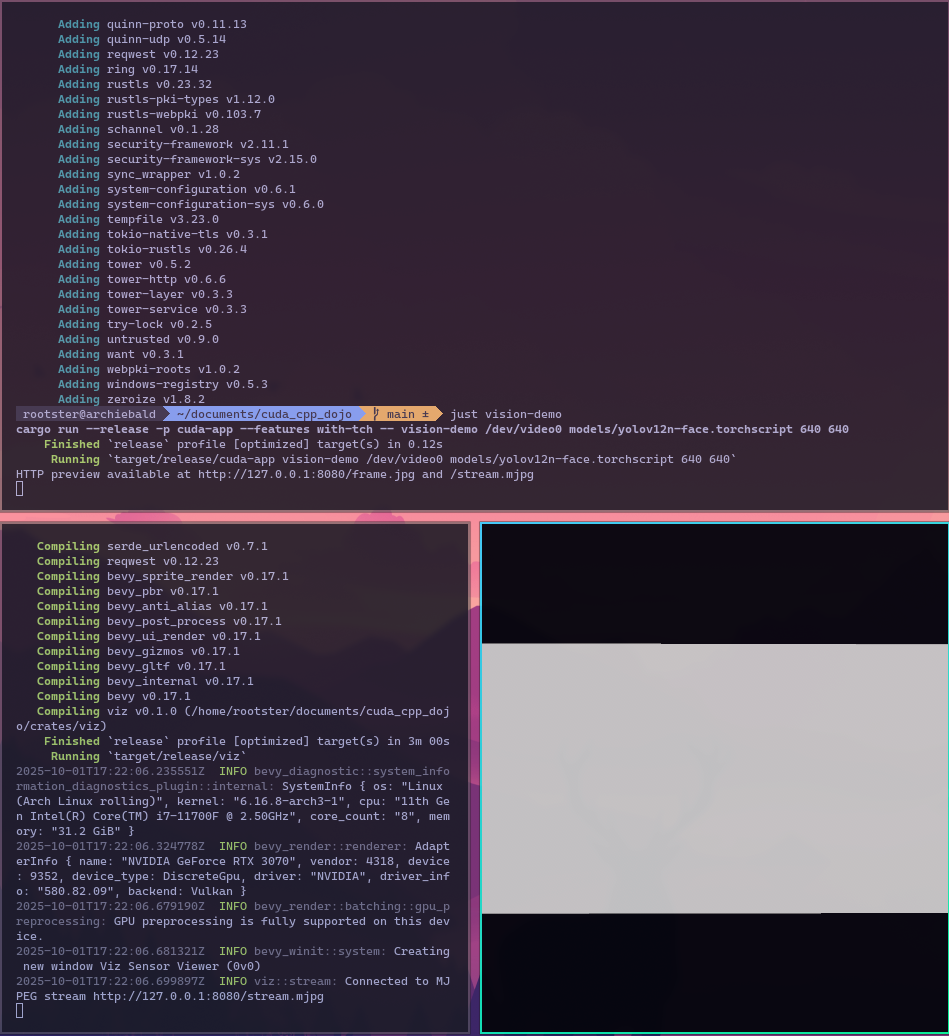 Adding quinn-proto v0.11.13
Adding quinn-udp v0.5.14
Adding reqwest v0.12.23
Adding ring v0.17.14
Adding rustls v0.23.32
Adding rustls-pki-types v1.12.0
Adding rustls-webpki v0.103.7
Adding schannel v0.1.28
Adding security-framework v2.11.1
Adding security-framework-sys v2.15.0
Adding sync_wrapper v1.0.2
Adding system-configuration v0.6.1
Adding system-configuration-sys v0.6.0
Adding tempfile v3.23.0
Adding tokio-native-tls v0.3.1
Adding tokio-rustls v0.26.4
Adding tower v0.5.2
Adding tower-http v0.6.6
Adding tower-layer v0.3.3
Adding tower-service v0.3.3
Adding try-lock v0.2.5
Adding untrusted v0.9.0
Adding want v0.3.1
Adding webpki-roots v1.0.2
Adding windows-registry v0.5.3
Adding zeroize v1.8.2
rootster@archiebald ~/documents/cuda_cpp_dojo main ± just vision-demo
cargo run --release -p cuda-app --features with-tch -- vision-demo /dev/video0 models/yolov12n-face.torchscript 640 640
Finished `release` profile [optimized] target(s) in 0.12s
Running `target/release/cuda-app vision-demo /dev/video0 models/yolov12n-face.torchscript 640 640`
HTTP preview available at http://127.0.0.1:8080/frame.jpg and /stream.mjpg
Compiling serde_urlencoded v0.7.1
Compiling reqwest v0.12.23
Compiling bevy_sprite_render v0.17.1
Compiling bevy_pbr v0.17.1
Compiling bevy_anti_alias v0.17.1
Compiling bevy_post_process v0.17.1
Compiling bevy_ui_render v0.17.1
Compiling bevy_gizmos v0.17.1
Compiling bevy_gltf v0.17.1
Compiling bevy_internal v0.17.1
Compiling bevy v0.17.1
Compiling viz v0.1.0 (/home/rootster/documents/cuda_cpp_doj
o/crates/viz)
Finished `release` profile [optimized] target(s) in 3m 00s
Running `target/release/viz`
2025-10-01T17:22:06.235551Z  INFO bevy_diagnostic::system_info
rmation_diagnostics_plugin::internal: SystemInfo { os: "Linux
(Arch Linux rolling)", kernel: "6.16.8-arch3-1", cpu: "11th Ge
n Intel(R) Core(TM) i7-11700F @ 2.50GHz", core_count: "8", mem
ory: "31.2 GiB" }
2025-10-01T17:22:06.324778Z  INFO bevy_render::renderer: Adapt
erInfo { name: "NVIDIA GeForce RTX 3070", vendor: 4318, device
: 9352, device_type: DiscreteGpu, driver: "NVIDIA", driver_inf
o: "580.82.09", backend: Vulkan }
2025-10-01T17:22:06.679190Z  INFO bevy_render::batching::gpu_p
reprocessing: GPU preprocessing is fully supported on this dev
ice.
2025-10-01T17:22:06.681321Z  INFO bevy_winit::system: Creating
new window Viz Sensor Viewer (0v0)
2025-10-01T17:22:06.699897Z  INFO viz::stream: Connected to MJ
PEG stream http://127.0.0.1:8080/stream.mjpg